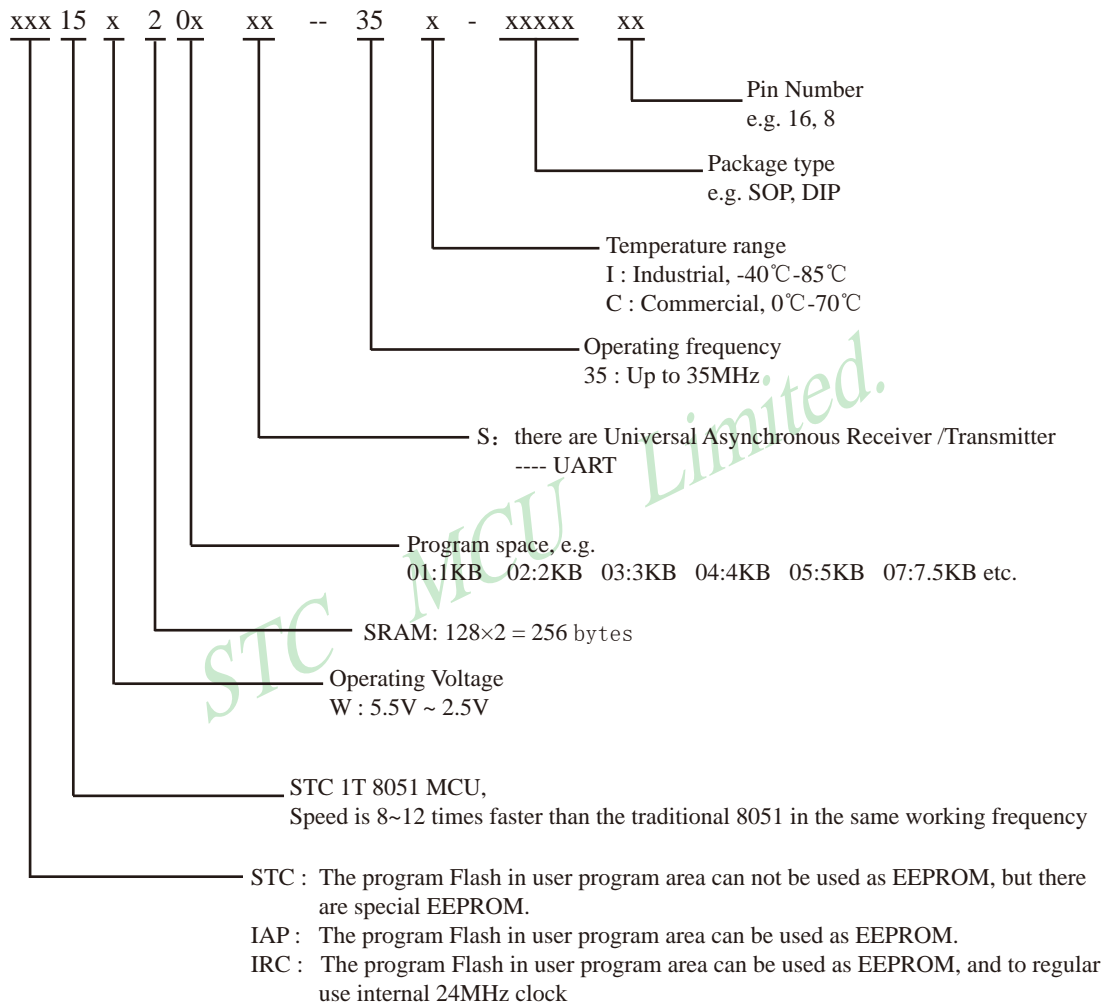 xxx 15 x 2 0x xx -- 35 x - xxxxx xx
Pin Number
e.g. 16, 8
Package type
e.g. SOP, DIP
Temperature range
I : Industrial, -40℃-85℃
C : Commercial, 0℃-70℃
Operating frequency
35 : Up to 35MHz
S： there are Universal Asynchronous Receiver /Transmitter
---- UART
Program space, e.g.
01:1KB 02:2KB 03:3KB 04:4KB 05:5KB 07:7.5KB etc.
SRAM: 128×2 = 256 bytes
Operating Voltage
W : 5.5V ~ 2.5V
STC 1T 8051 MCU,
Speed is 8~12 times faster than the traditional 8051 in the same working frequency
STC : The program Flash in user program area can not be used as EEPROM, but there
are special EEPROM.
IAP : The program Flash in user program area can be used as EEPROM.
IRC : The program Flash in user program area can be used as EEPROM, and to regular
use internal 24MHz clock
STC MCU Limited.